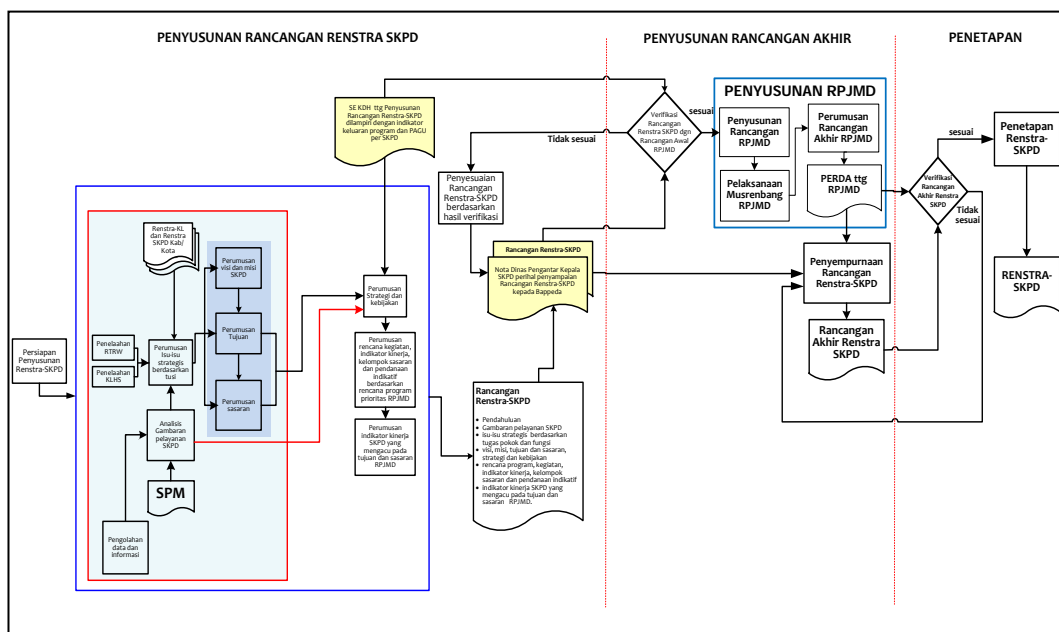 PENYUSUNAN RANCANGAN RENSTRA SKPD
PENYUSUNAN RANCANGAN AKHIR
PENETAPAN
SE KDH ttg Penyusunan
Rancangan Renstra-SKPD
dilampiri dengan indikator
keluaran program dan PAGU
per SKPD
Verifikasi
Rancangan
Renstra SKPD dgn
Rancangan Awal
RPJMD
sesuai
Tidak sesuai
PENYUSUNAN RPJMD
Penyusunan
Rancangan
RPJMD
Perumusan
Rancangan
Akhir RPJMD
Pelaksanaan
Musrenbang
RPJMD
PERDA ttg
RPJMD
sesuai
Penetapan
Renstra-
SKPD
Verifikasi
Rancangan
Akhir Renstra
SKPD
Tidak
sesuai
Penyesuaian
Rancangan
Renstra-SKPD
berdasarkan
hasil verifikasi
Renstra-KL
dan Renstra
SKPD Kab/
Kota
Perumusan
visi dan misi
SKPD
Rancangan Renstra-SKPD
Nota Dinas Pengantar Kepala
SKPD perihal penyampaian
Rancangan Renstra-SKPD
kepada Bappeda
Penyempurnaan
Rancangan
Renstra-SKPD
RENSTRA-
SKPD
Perumusan
Strategi dan
kebijakan
Persiapan
Penyusunan
Renstra-SKPD
Penelaahan
RTRW
Penelaahan
KLHS
Perumusan
Isu-isu
strategis
berdasarkan
tusi
Perumusan
Tujuan
Perumusan
sasaran
Perumusan
rencana kegiatan,
indikator kinerja,
kelompok sasaran
dan pendanaan
indikatif
berdasarkan
rencana program
prioritas RPJMD
Rancangan
Akhir Renstra
SKPD
Analisis
Gambaran
pelayanan
SKPD
Perumusan
indikator kinerja
SKPD yang
mengacu pada
tujuan dan sasaran
RPJMD
Rancangan
Renstra-SKPD
• Pendahuluan
• Gambaran pelayanan SKPD
• Isu-isu strategis berdasarkan
tugas pokok dan fungsi
• visi, misi, tujuan dan sasaran,
strategi dan kebijakan
• rencana program, kegiatan,
indikator kinerja, kelompok
sasaran dan pendanaan indikatif
• indikator kinerja SKPD yang
mengacu pada tujuan dan
sasaran RPJMD.
SPM
Pengolahan
data dan
informasi